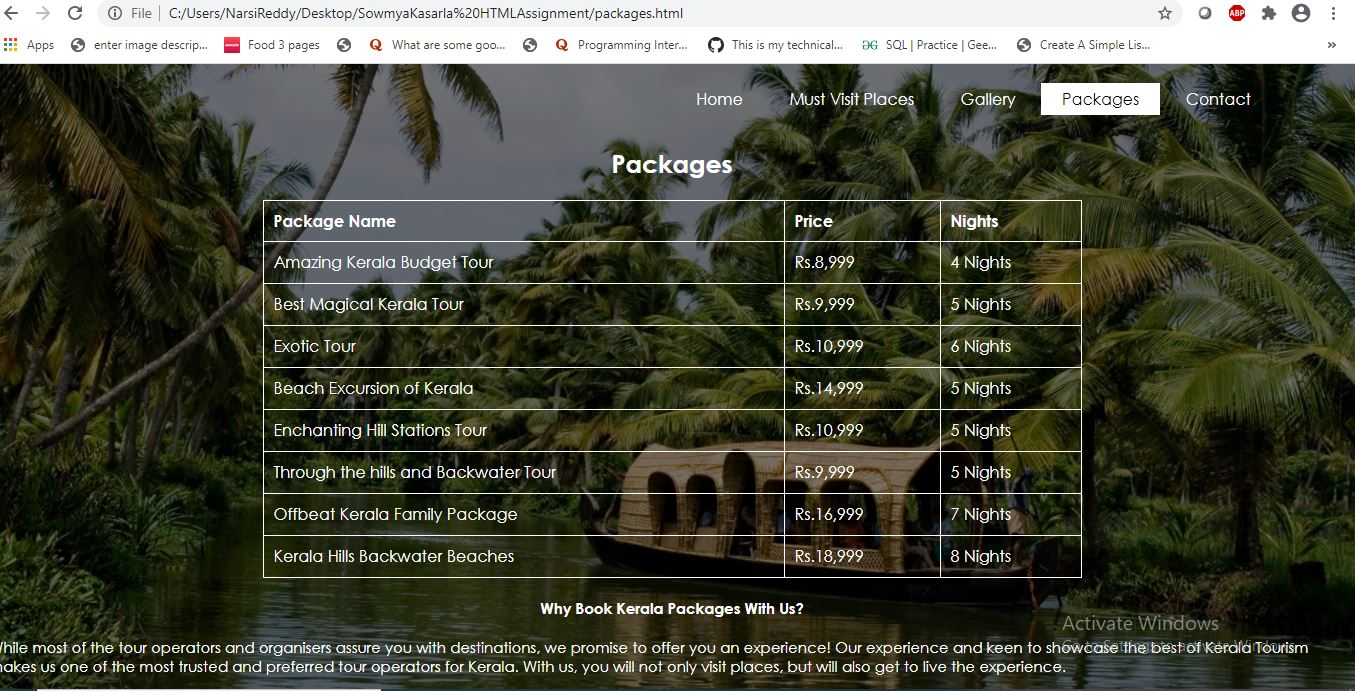 File C:/Users/NarsiReddy/Desktop/SowmyaKasarla%20HTMLAssignment/packages.html ABP
Apps enter image descrip... Food 3 pages What are some goo... Programming Inter... This is my technical... SQL | Practice | Gee... Create A Simple Lis... »
Home Must Visit Places Gallery Packages Contact
Packages
Package Name Price Nights
Amazing Kerala Budget Tour Rs.8,999 4 Nights
Best Magical Kerala Tour Rs.9,999 5 Nights
Exotic Tour Rs.10,999 6 Nights
Beach Excursion of Kerala Rs.14,999 5 Nights
Enchanting Hill Stations Tour Rs.10,999 5 Nights
Through the hills and Backwater Tour Rs.9,999 5 Nights
Offbeat Kerala Family Package Rs.16,999 7 Nights
Kerala Hills Backwater Beaches Rs.18,999 8 Nights
Why Book Kerala Packages With Us?
Activate Windows
hile most of the tour operators and organisers assure you with destinations, we promise to offer you an experience! Our experience and keen to showcase the best of Kerala Torism
akes us one of the most trusted and preferred tour operators for Kerala. With us, you will not only visit places, but will also get to live the experience.